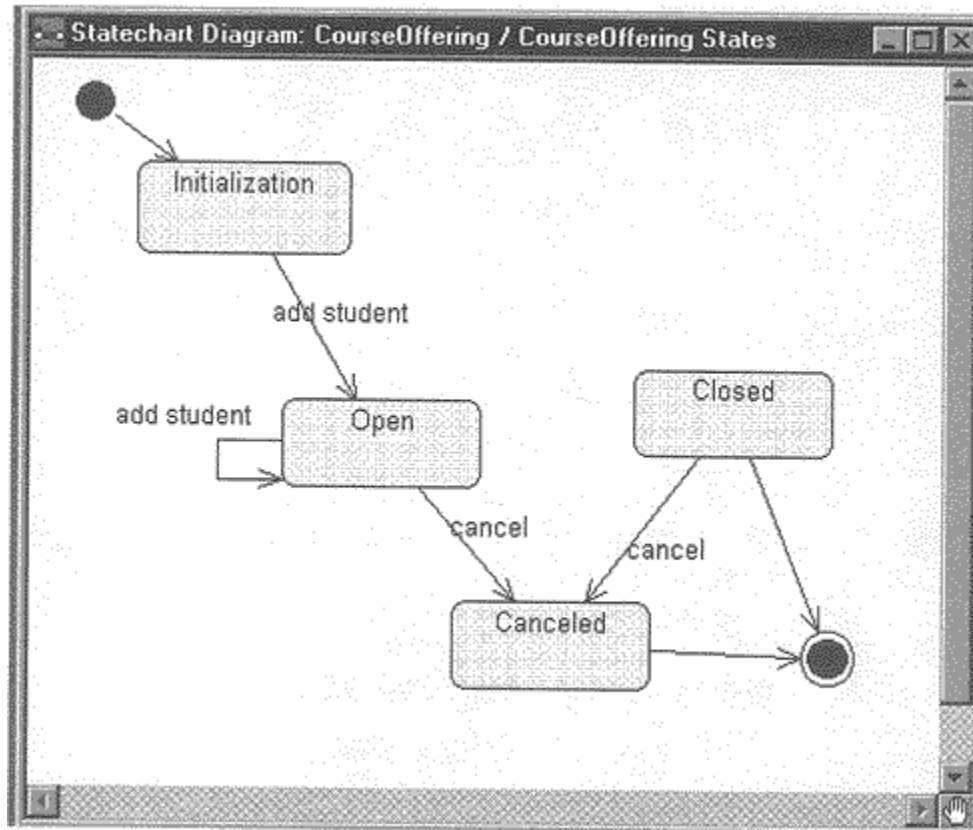 Statechart Diagram: CourseOffering / CourseOffering States
Initialization
add student
add student
Open
Closed
cancel
cancel
Canceled